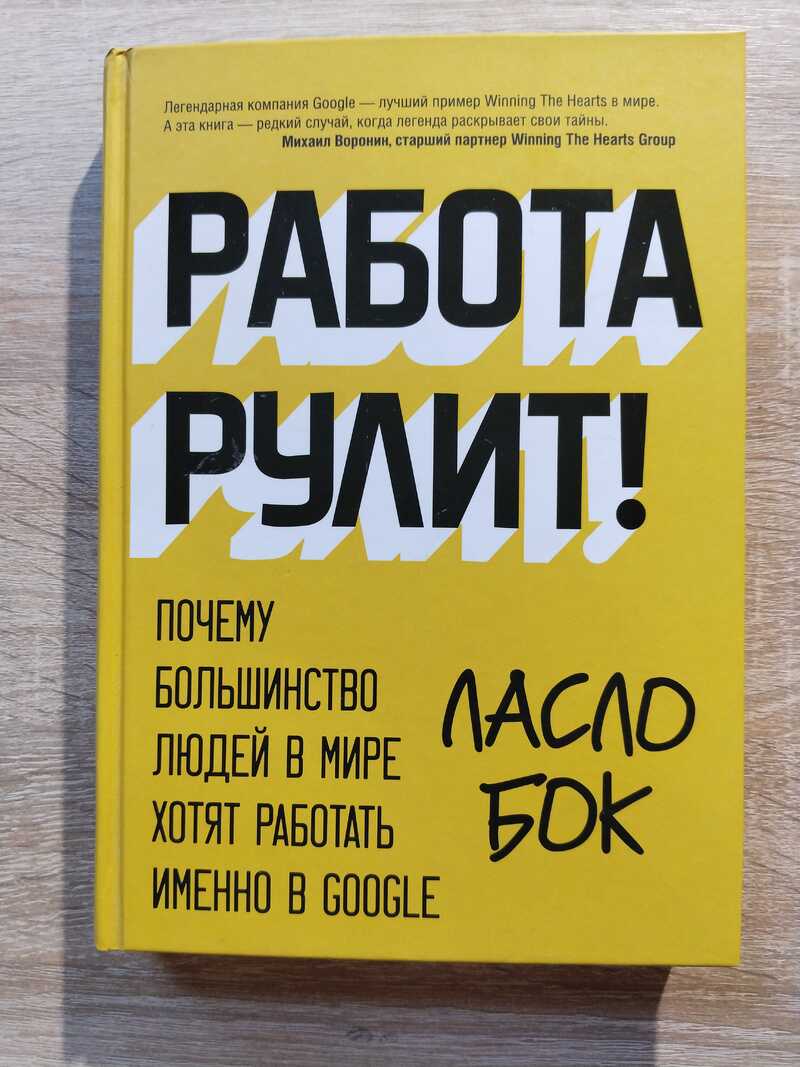 Легендарная компания Google — лучший пример Winning The Hearts в мире.
А эта книга — редкий случай, когда легенда раскрывает свои тайны.
Михаил Воронин, старший партнер Winning The Hearts Group
РАБОТА
РУЛИТ!
ПОЧЕМУ
БОЛЬШИНСТВО
ЛЮДЕЙ В МИРЕ
ХОТЯТ РАБОТАТЬ
ИМЕННО В GOOGLE
ЛАСЛО
БОК